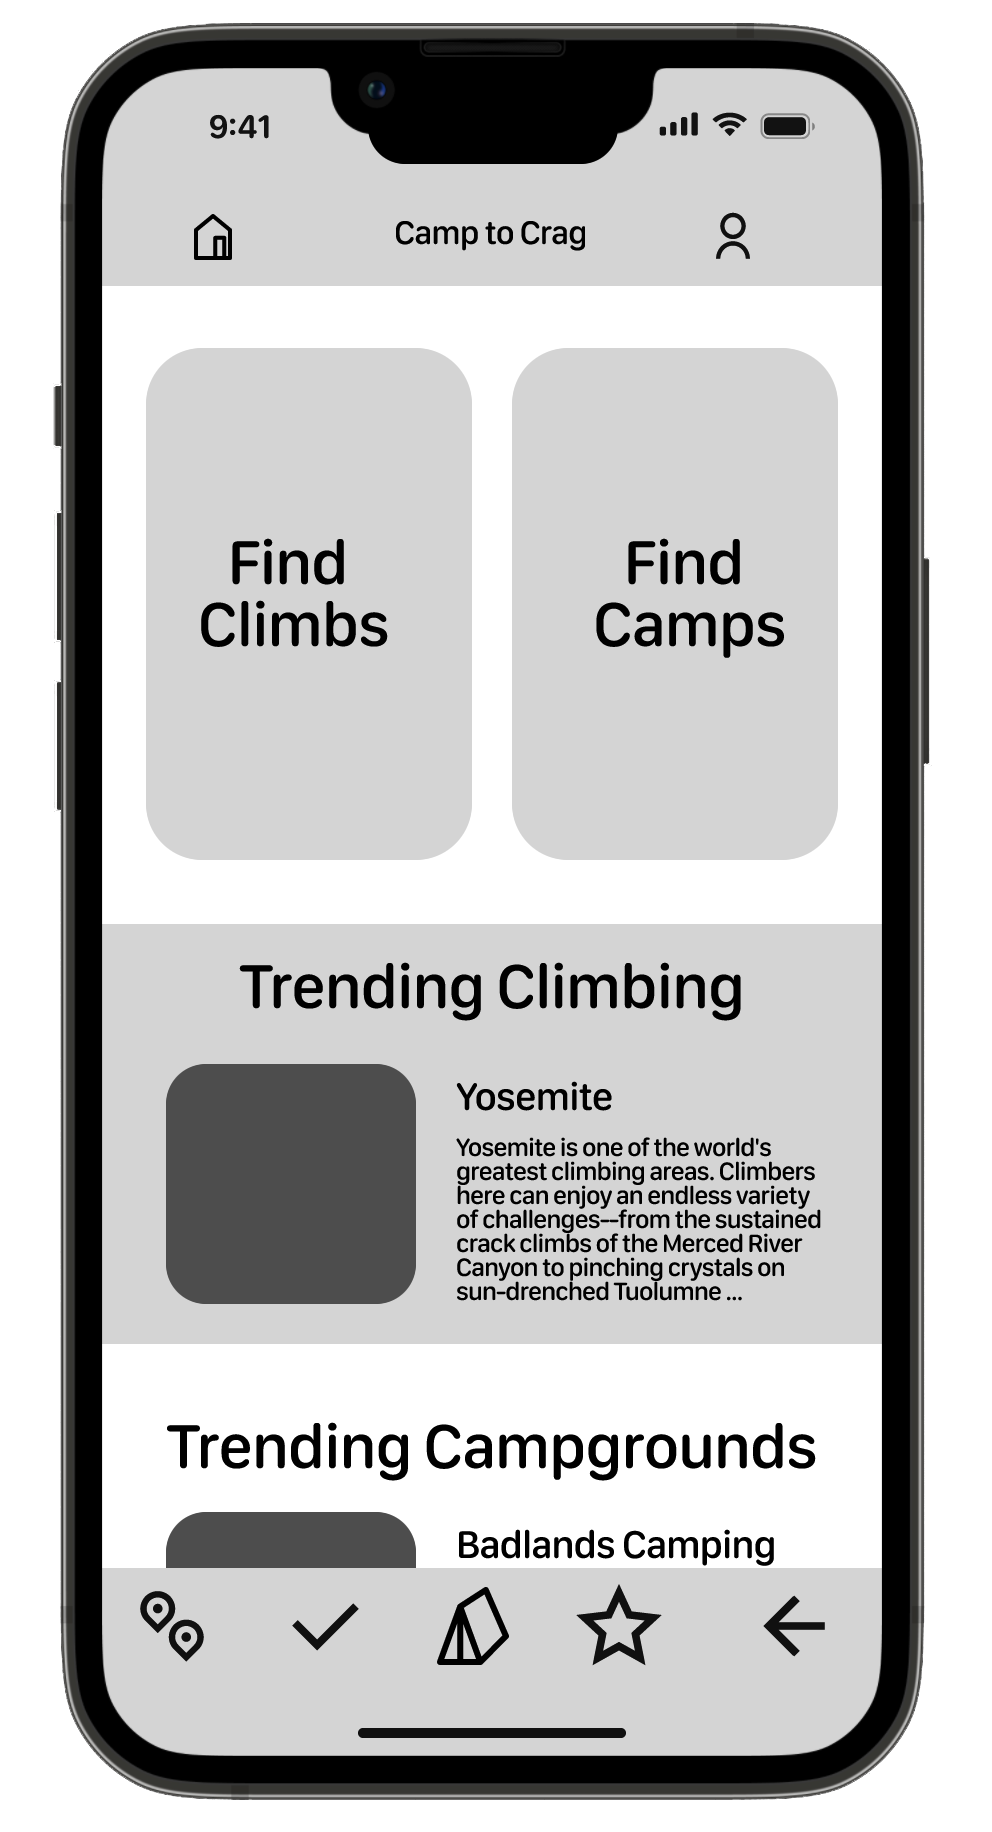 9:41
Camp to Crag
Find
Climbs
Find
Camps
Trending Climbing
Yosemite
Yosemite is one of the world's
greatest climbing areas. Climbers
here can enjoy an endless variety
of challenges--from the sustained
crack climbs of the Merced River
Canyon to pinching crystals on
sun-drenched Tuolumne ...
Trending Campgrounds
Badlands Camping